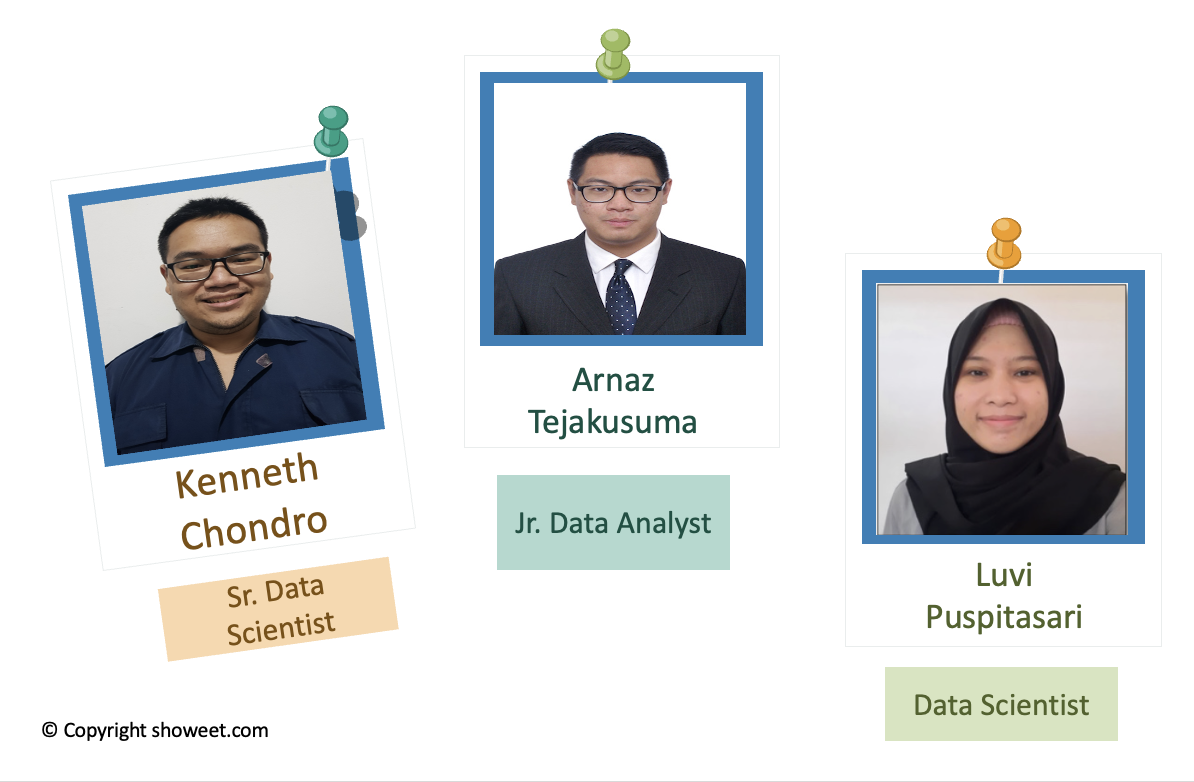 Kenneth
Chondro
Sr. Data
Scientist
Arnaz
Tejakusuma
Jr. Data Analyst
Luvi
Puspitasari
Data Scientist
© Copyright showeet.com